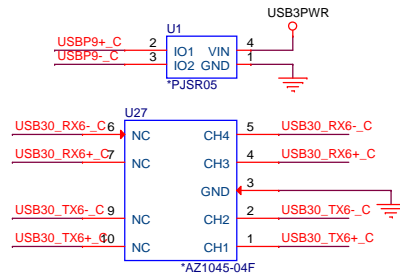 USB3PWR
U1
USBP9+_C 2 IO1 VIN 4
USBP9-_C 3 IO2 GND 1
*PJSR05
U27
USB30_RX6-_C 6 NC CH4 5 USB30_RX6-_C
USB30_RX6+_C 7 NC CH3 4 USB30_RX6+_C
GND 3
USB30_TX6-_C 9 NC CH2 2 USB30_TX6-_C
USB30_TX6+_C 10 NC CH1 1 USB30_TX6+_C
*AZ1045-04F